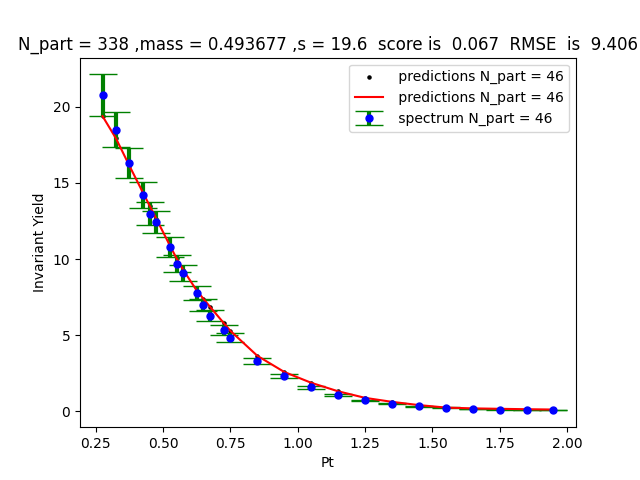 N_part = 338 ,mass = 0.493677 ,s = 19.6 score is 0.067 RMSE is 9.406
predictions N_part = 46
predictions N_part = 46
spectrum N_part = 46
Invariant Yield
20
15
10
5
0
0.25 0.50 0.75 1.00 1.25 1.50 1.75 2.00
Pt